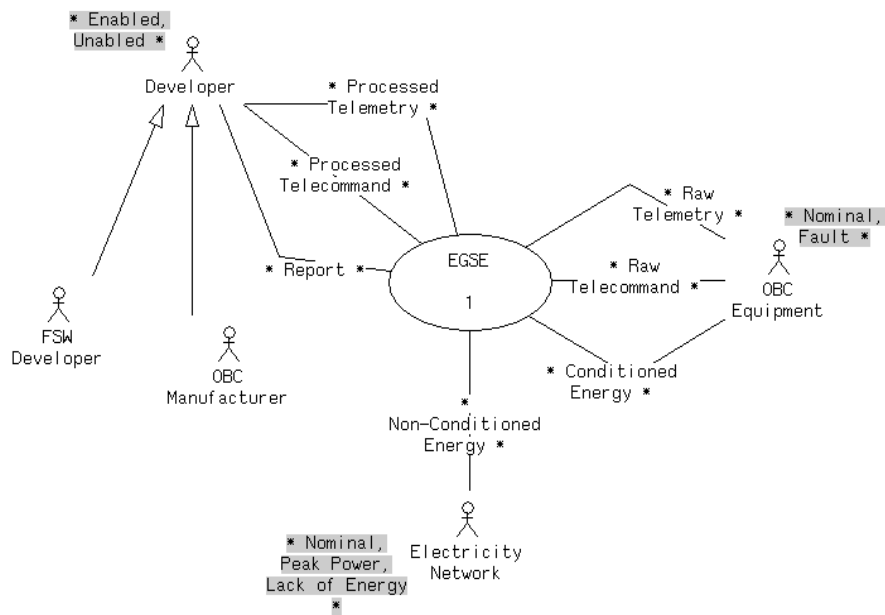 * Enabled,
Unabled *
Developer
* Processed
Telemetry *
* Processed
Telecommand *
* Report *
EGSE
1
* Raw
Telemetry *
* Nominal,
Fault *
* Raw
Telecommand *
OBC
Equipment
FSW
Developer
OBC
Manufacturer
* Conditioned
Energy *
*
Non-Conditioned
Energy *
* Nominal,
Peak Power,
Lack of Energy
*
Electricity
Network